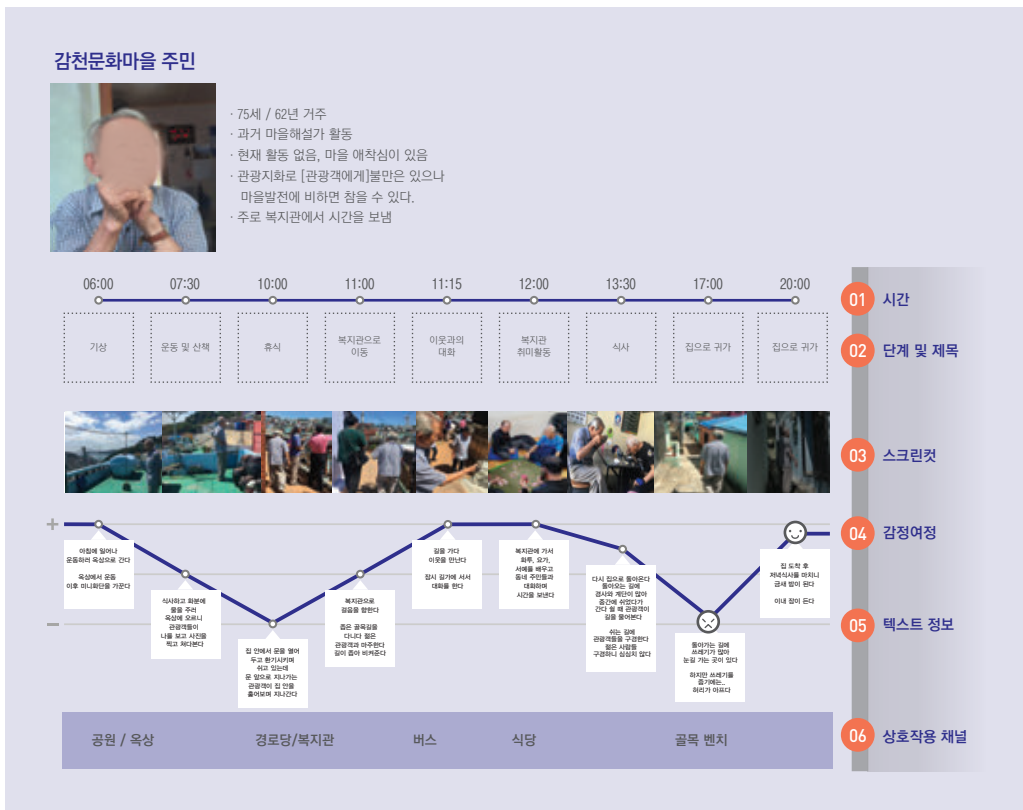 감천문화마을 주민
· 75세 / 62년 거주
· 과거 마을해설가 활동
· 현재 활동 없음, 마을 애착심이 있음
· 관광지화로 [관광객에게]불만은 있으나
마을발전에 비하면 참을 수 있다.
· 주로 복지관에서 시간을 보냄
06:00
07:30
10:00
11:00
11:15
12:00
13:30
17:00
20:00
01 시간
기상
운동 및 산책
휴식
복지관으로
이동
이웃과의
대화
복지관
취미활동
식사
집으로 귀가
집으로 귀가
02 단계 및 제목
03 스크린컷
+
−
04 감정여정
아침에 일어나
운동하러 옥상으로 간다
옥상에서 운동
이후 미니화단을 가꾼다
식사하고 화분에
물을 주러
옥상에 오르니
관광객들이
나를 보고 사진을
찍고 쳐다본다
집 안에서 문을 열어
두고 환기시키며
쉬고 있는데
문 앞으로 지나가는
관광객이 집 안을
훑어보며 지나간다
복지관으로
걸음을 향한다
좁은 골목길을
다니다 젊은
관광객과 마주한다
길이 좁아 비켜준다
길을 가다
이웃을 만난다
잠시 길가에 서서
대화를 한다
복지관에 가서
화투, 요가,
서예를 배우고
동네 주민들과
대화하며
시간을 보낸다
다시 집으로 돌아온다
돌아오는 길에
경사와 계단이 많아
중간에 쉬었다가
간다 쉴 때 관광객이
길을 물어본다
쉬는 길에
관광객들을 구경한다
젊은 사람들
구경하니 심심치 않다
돌아가는 길에
쓰레기가 많아
눈길 가는 곳이 있다
하지만 쓰레기를
줍기에는..
허리가 아프다
집 도착 후
저녁식사를 마치니
금세 밤이 된다
이내 잠이 든다
05 텍스트 정보
공원 / 옥상
경로당/복지관
버스
식당
골목 벤치
06 상호작용 채널